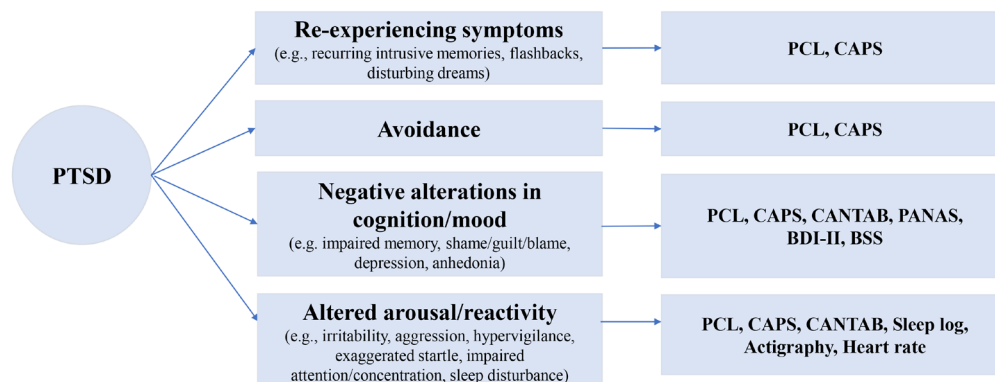 PTSD
Re-experiencing symptoms
(e.g., recurring intrusive memories, flashbacks,
disturbing dreams)
PCL, CAPS
Avoidance
PCL, CAPS
Negative alterations in
cognition/mood
(e.g. impaired memory, shame/guilt/blame,
depression, anhedonia)
PCL, CAPS, CANTAB, PANAS,
BDI-II, BSS
Altered arousal/reactivity
(e.g., irritability, aggression, hypervigilance,
exaggerated startle, impaired
attention/concentration, sleep disturbance)
PCL, CAPS, CANTAB, Sleep log,
Actigraphy, Heart rate